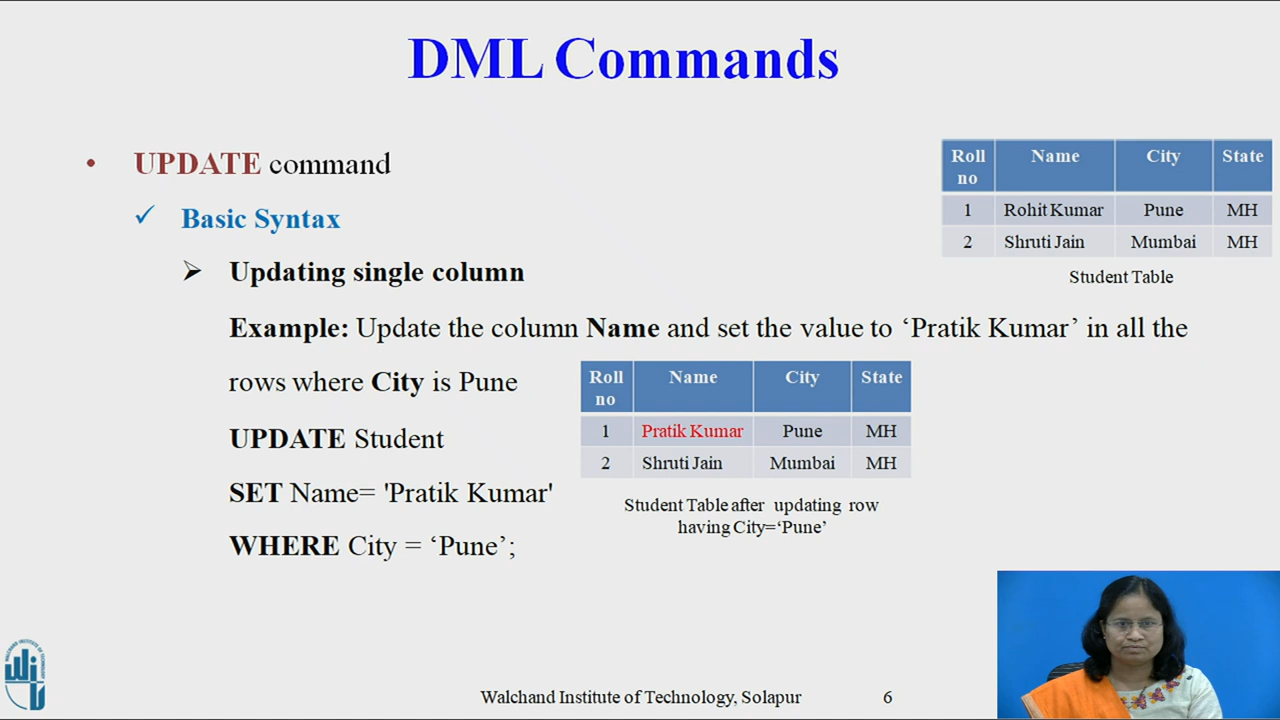 DML Commands
• UPDATE command
✓ Basic Syntax
➢ Updating single column
Roll no Name City State
1 Rohit Kumar Pune MH
2 Shruti Jain Mumbai MH
Student Table
Example: Update the column Name and set the value to ‘Pratik Kumar’ in all the
rows where City is Pune
UPDATE Student
SET Name= 'Pratik Kumar'
WHERE City = ‘Pune’;
Roll no Name City State
1 Pratik Kumar Pune MH
2 Shruti Jain Mumbai MH
Student Table after updating row
having City=‘Pune’
Walchand Institute of Technology, Solapur 6